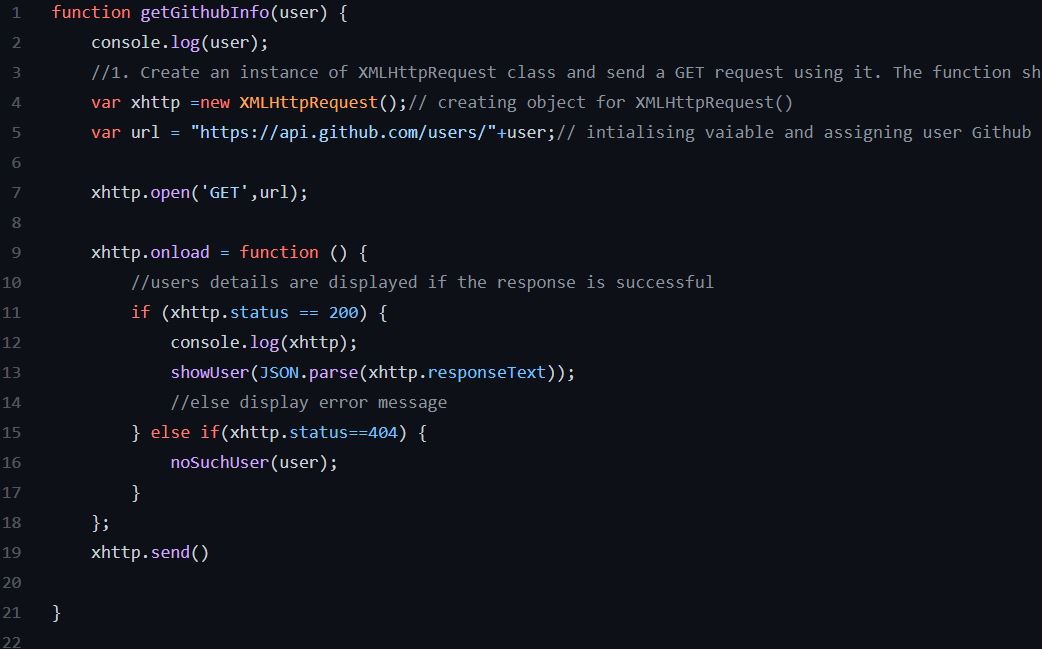 1 function getGithubInfo(user) {
2 console.log(user);
3 //1. Create an instance of XMLHttpRequest class and send a GET request using it. The function sh
4 var xhttp =new XMLHttpRequest();// creating object for XMLHttpRequest()
5 var url = "https://api.github.com/users/"+user;// intialising vaiable and assigning user Github
6
7 xhttp.open('GET',url);
8
9 xhttp.onload = function () {
10 //users details are displayed if the response is successful
11 if (xhttp.status == 200) {
12 console.log(xhttp);
13 showUser(JSON.parse(xhttp.responseText));
14 //else display error message
15 } else if(xhttp.status==404) {
16 noSuchUser(user);
17 }
18 };
19 xhttp.send()
20
21 }
22